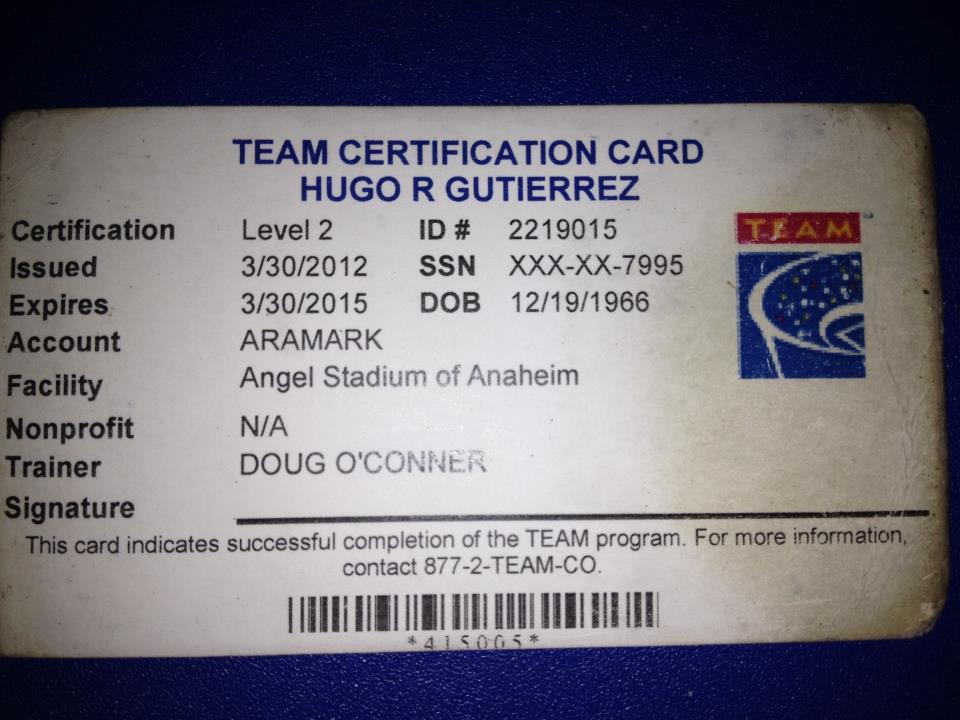 TEAM CERTIFICATION CARD
HUGO R GUTIERREZ
Certification Level 2 ID # 2219015
Issued 3/30/2012 SSN XXX-XX-7995
Expires 3/30/2015 DOB 12/19/1966
Account ARAMARK
Facility Angel Stadium of Anaheim
Nonprofit N/A
Trainer DOUG O'CONNER
Signature
TEAM
This card indicates successful completion of the TEAM program. For more information,
contact 877-2-TEAM-CO.
*415005*